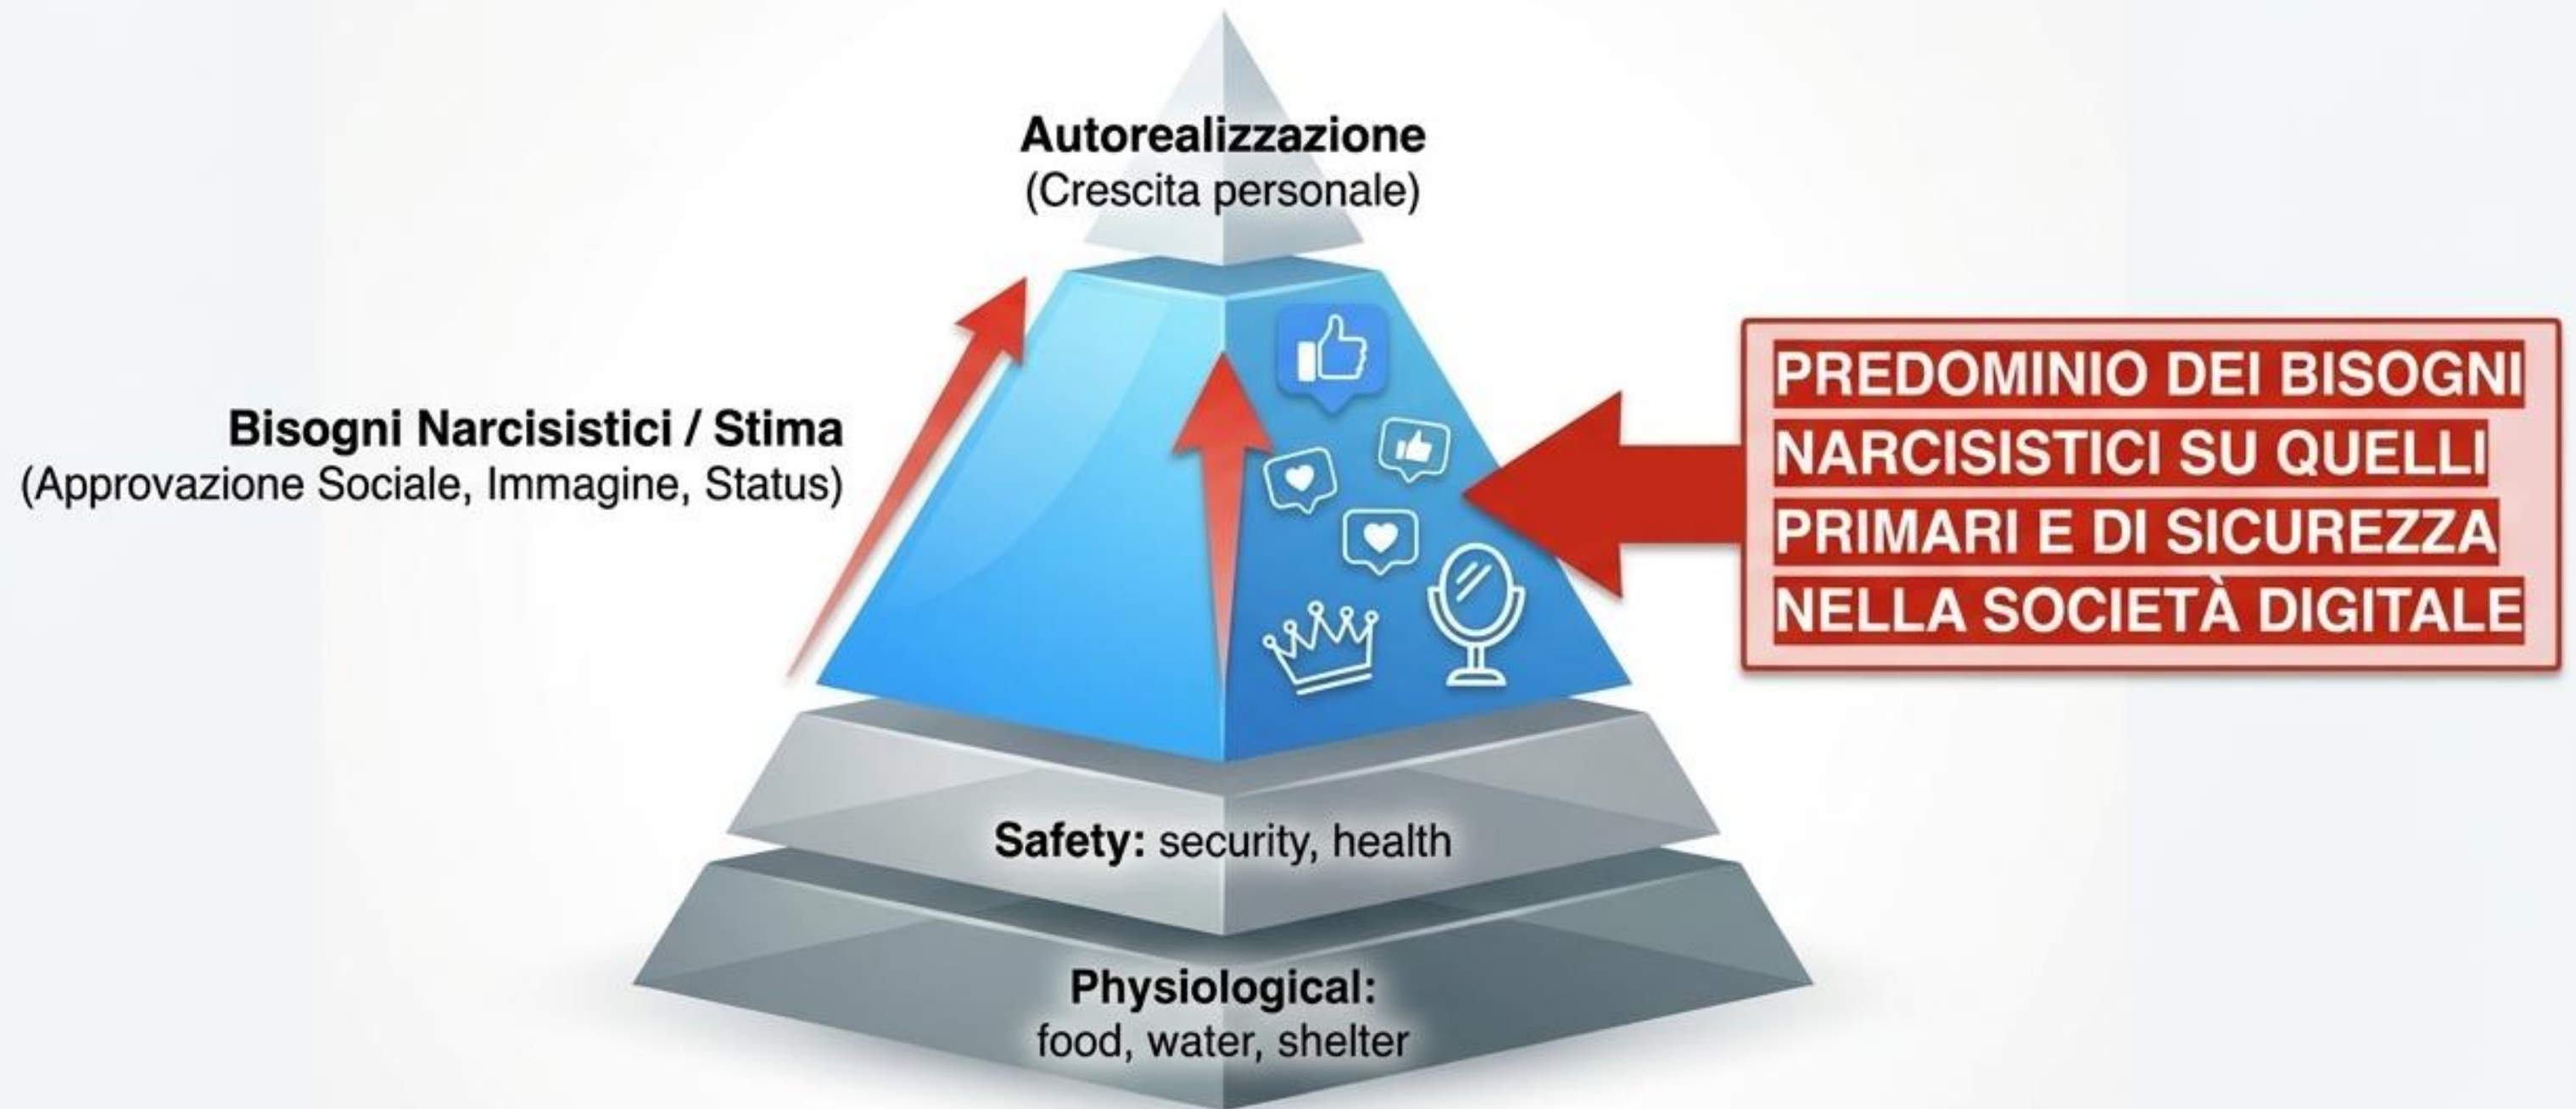 Autorealizzazione
(Crescita personale)
Bisogni Narcisistici / Stima
(Approvazione Sociale, Immagine, Status)
PREDOMINIO DEI BISOGNI
NARCISISTICI SU QUELLI
PRIMARI E DI SICUREZZA
NELLA SOCIETÀ DIGITALE
Safety: security, health
Physiological:
food, water, shelter